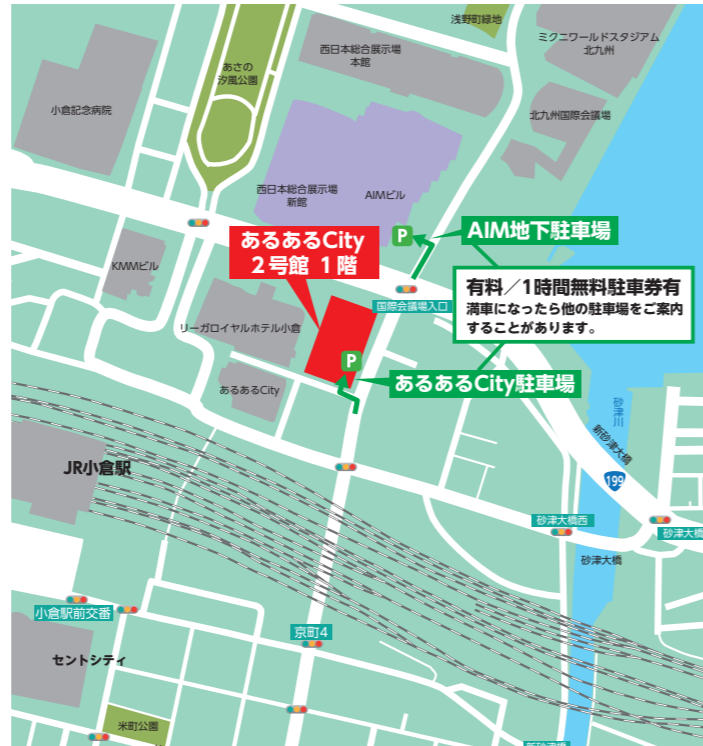 浅野町緑地
ミクニワールドスタジアム
北九州
西日本総合展示場
本館
あさの
汐風公園
小倉記念病院
北九州国際会議場
西日本総合展示場
新館
AIMビル
P
AIM地下駐車場
あるあるCity
2号館 1階
KMMビル
有料／1時間無料駐車券有
満車になったら他の駐車場をご案内
することがあります。
国際会議場入口
リーガロイヤルホテル小倉
P
あるあるCity駐車場
あるあるCity
砂津川
新砂津大橋
JR小倉駅
199
砂津大橋西
砂津大橋
砂津大橋
小倉駅前交番
京町4
セントシティ
米町公園
新砂津橋